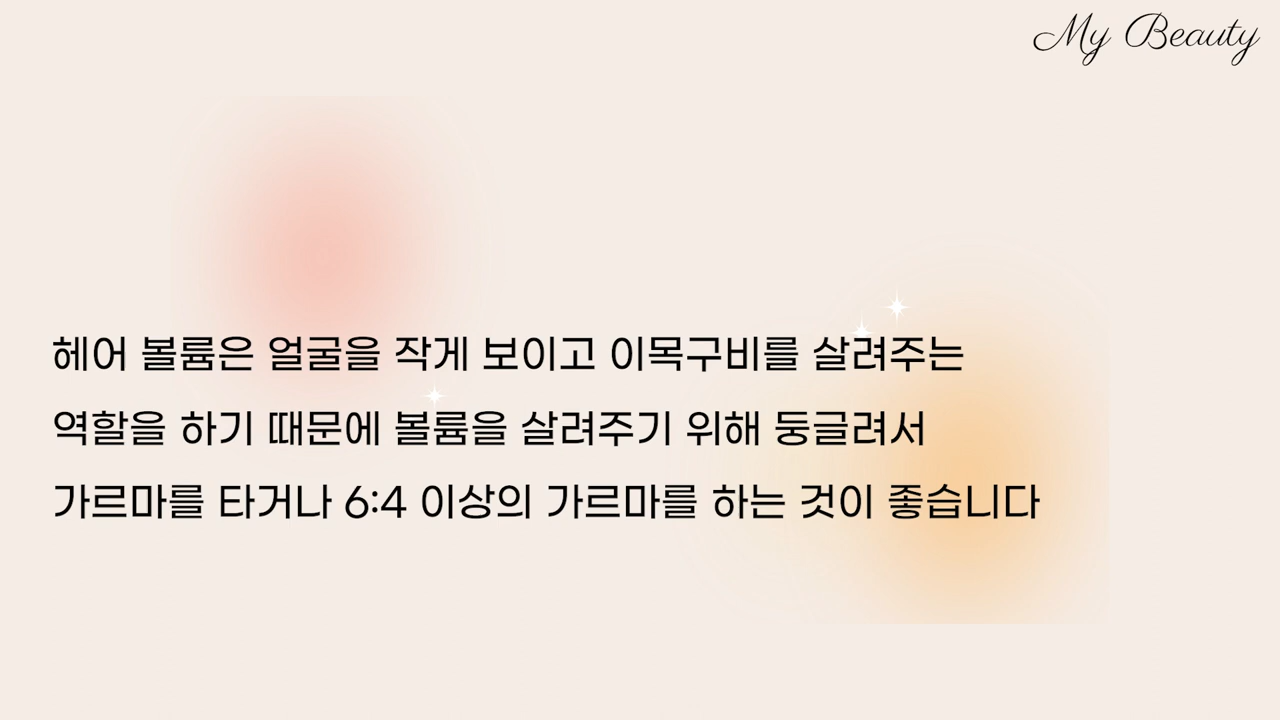 My Beauty
헤어 볼륨은 얼굴을 작게 보이고 이목구비를 살려주는
역할을 하기 때문에 볼륨을 살려주기 위해 둥글려서
가르마를 타거나 6:4 이상의 가르마를 하는 것이 좋습니다